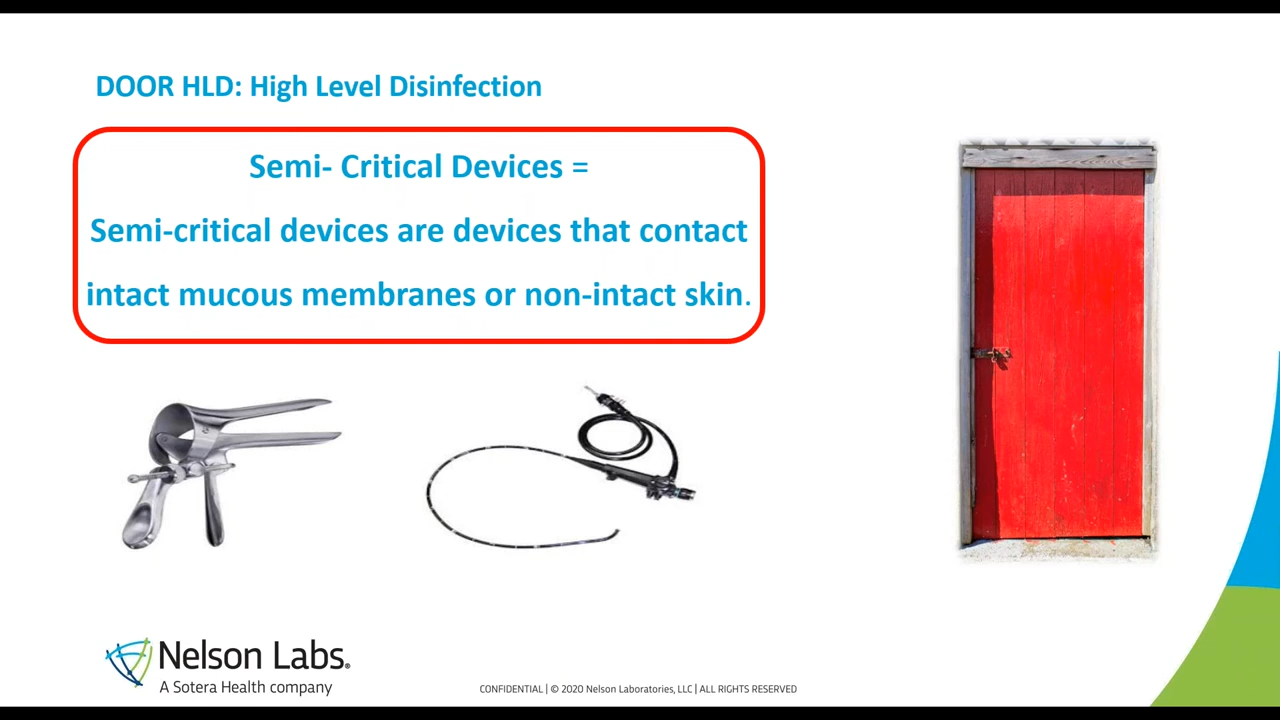 DOOR HLD: High Level Disinfection
Semi- Critical Devices =
Semi-critical devices are devices that contact
intact mucous membranes or non-intact skin.
Nelson Labs®
A Sotera Health company
CONFIDENTIAL | © 2020 Nelson Laboratories, LLC | ALL RIGHTS RESERVED